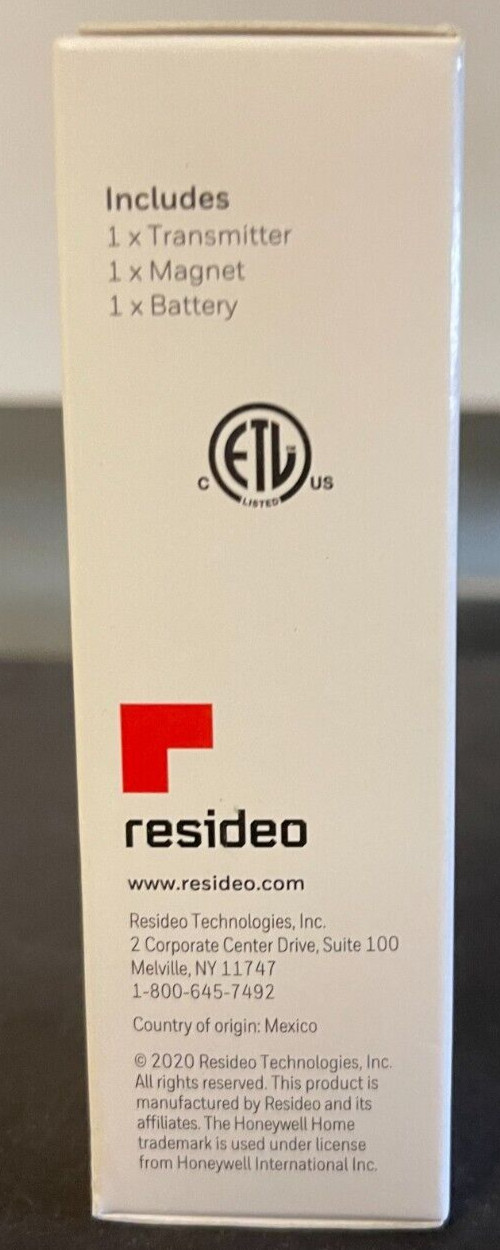 Includes
1 x Transmitter
1 x Magnet
1 x Battery
ETL
C US
LISTED
resideo
www.resideo.com
Resideo Technologies, Inc.
2 Corporate Center Drive, Suite 100
Melville, NY 11747
1-800-645-7492
Country of origin: Mexico
© 2020 Resideo Technologies, Inc.
All rights reserved. This product is
manufactured by Resideo and its
affiliates. The Honeywell Home
trademark is used under license
from Honeywell International Inc.